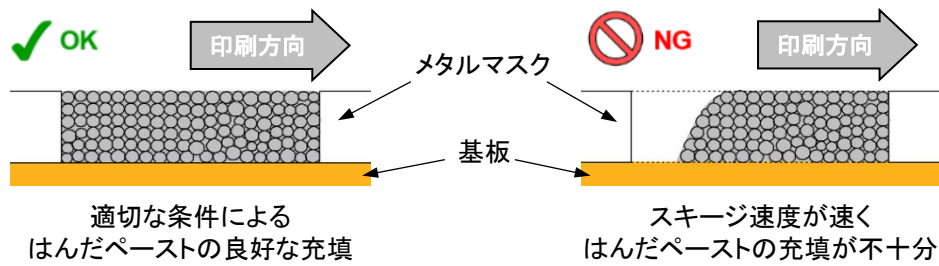 OK
印刷方向
NG
印刷方向
メタルマスク
基板
適切な条件による
はんだペーストの良好な充填
スキージ速度が速く
はんだペーストの充填が不十分